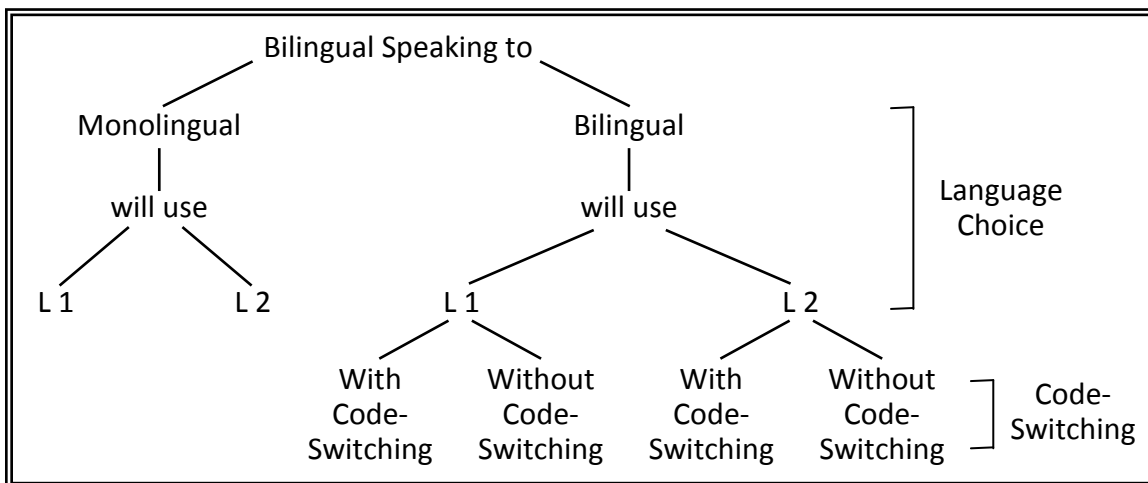 Bilingual Speaking to
Monolingual
Bilingual
will use
will use
Language
Choice
L 1
L 2
L 1
L 2
With
Code-
Switching
Without
Code-
Switching
With
Code-
Switching
Without
Code-
Switching
Code-
Switching